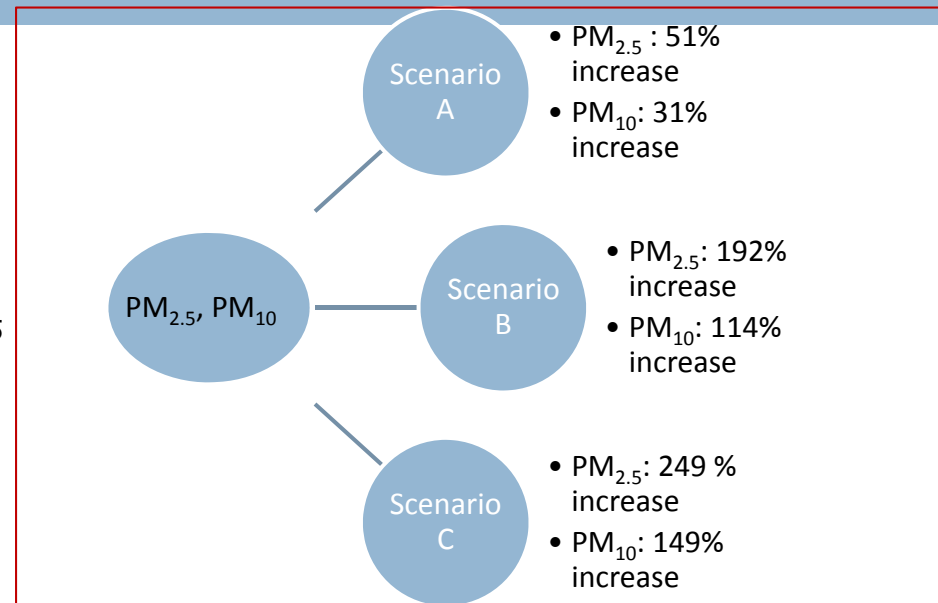 Scenario
A
• PM2.5 : 51%
increase
• PM10: 31%
increase
PM2.5, PM10
Scenario
B
• PM2.5: 192%
increase
• PM10: 114%
increase
Scenario
C
• PM2.5: 249 %
increase
• PM10: 149%
increase